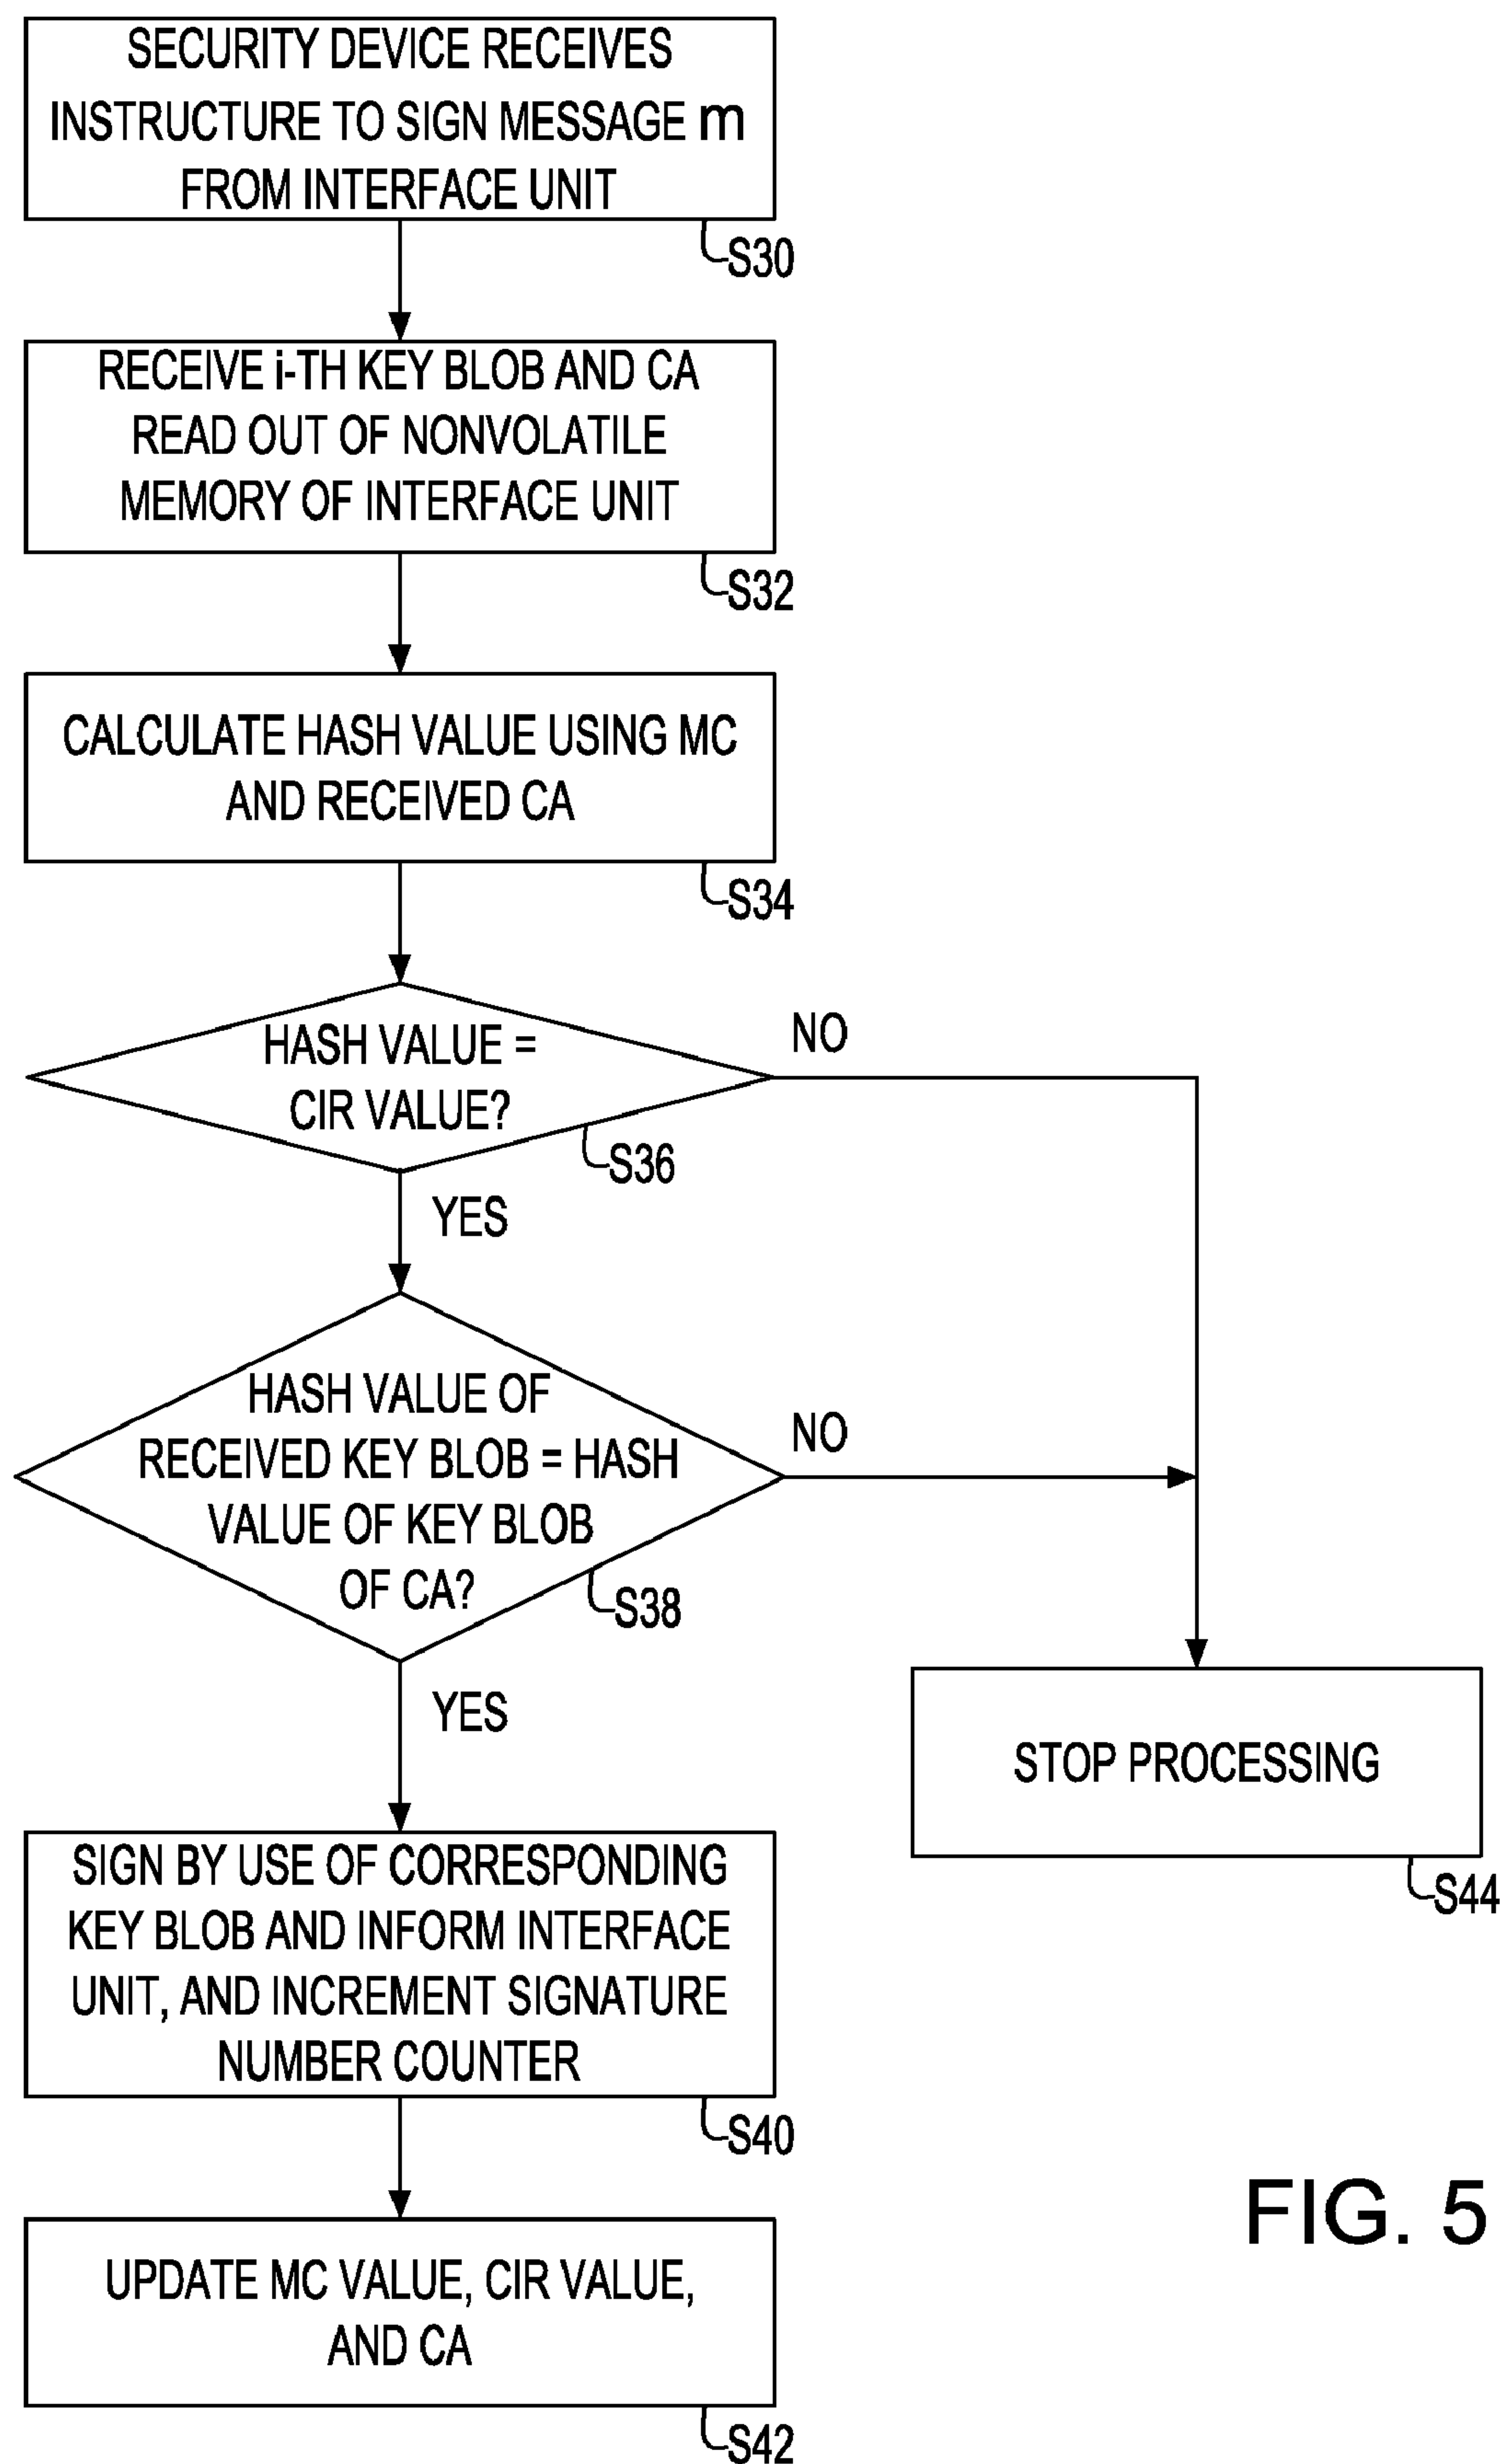 SECURITY DEVICE RECEIVES
INSTRUCTURE TO SIGN MESSAGE m
FROM INTERFACE UNIT
S30
RECEIVE i-TH KEY BLOB AND CA
READ OUT OF NONVOLATILE
MEMORY OF INTERFACE UNIT
S32
CALCULATE HASH VALUE USING MC
AND RECEIVED CA
S34
HASH VALUE =
CIR VALUE?
NO
S36
YES
HASH VALUE OF
RECEIVED KEY BLOB = HASH
VALUE OF KEY BLOB
OF CA?
NO
S38
YES
STOP PROCESSING
S44
SIGN BY USE OF CORRESPONDING
KEY BLOB AND INFORM INTERFACE
UNIT, AND INCREMENT SIGNATURE
NUMBER COUNTER
S40
UPDATE MC VALUE, CIR VALUE,
AND CA
S42
FIG. 5